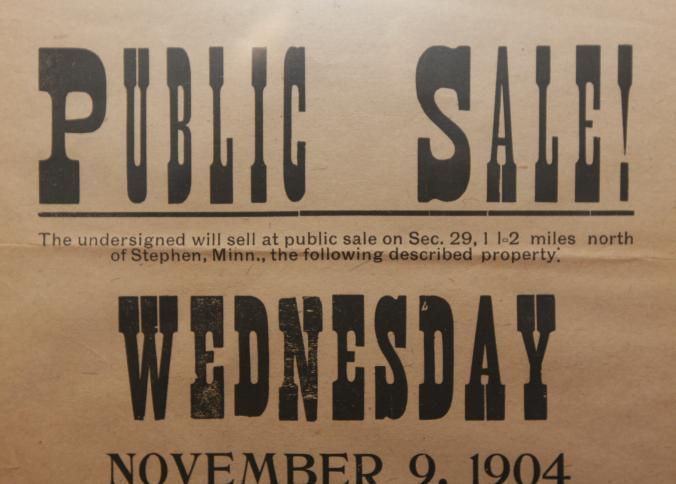 PUBLIC SALE!
The undersigned will sell at public sale on Sec. 29, 1 1-2 miles north
of Stephen, Minn., the following described property:
WEDNESDAY
NOVEMBER 9, 1904